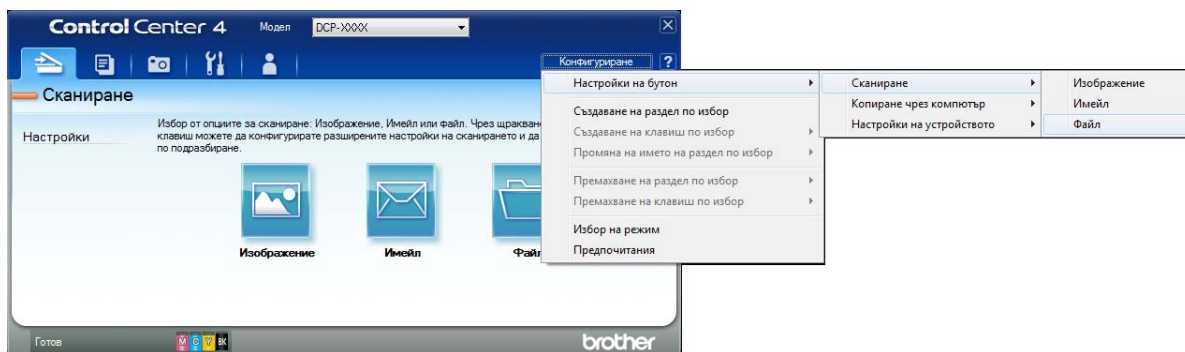 Control Center 4 Модел DCP-XXXX
Конфигуриране ?
Сканиране
Настройки
Избор от опциите за сканиране: Изображение, Имейл или файл. Чрез щракван
клавиш можете да конфигурирате разширените настройки на сканирането и да
по подразбиране.
Изображение Имейл Файл
Настройки на бутон
Създаване на раздел по избор
Създаване на клавиш по избор
Промяна на името на раздел по избор
Премахване на раздел по избор
Премахване на клавиш по избор
Избор на режим
Предпочитания
Сканиране
Копиране чрез компютър
Настройки на устройството
Изображение
Имейл
Файл
Готов M C Y BK brother